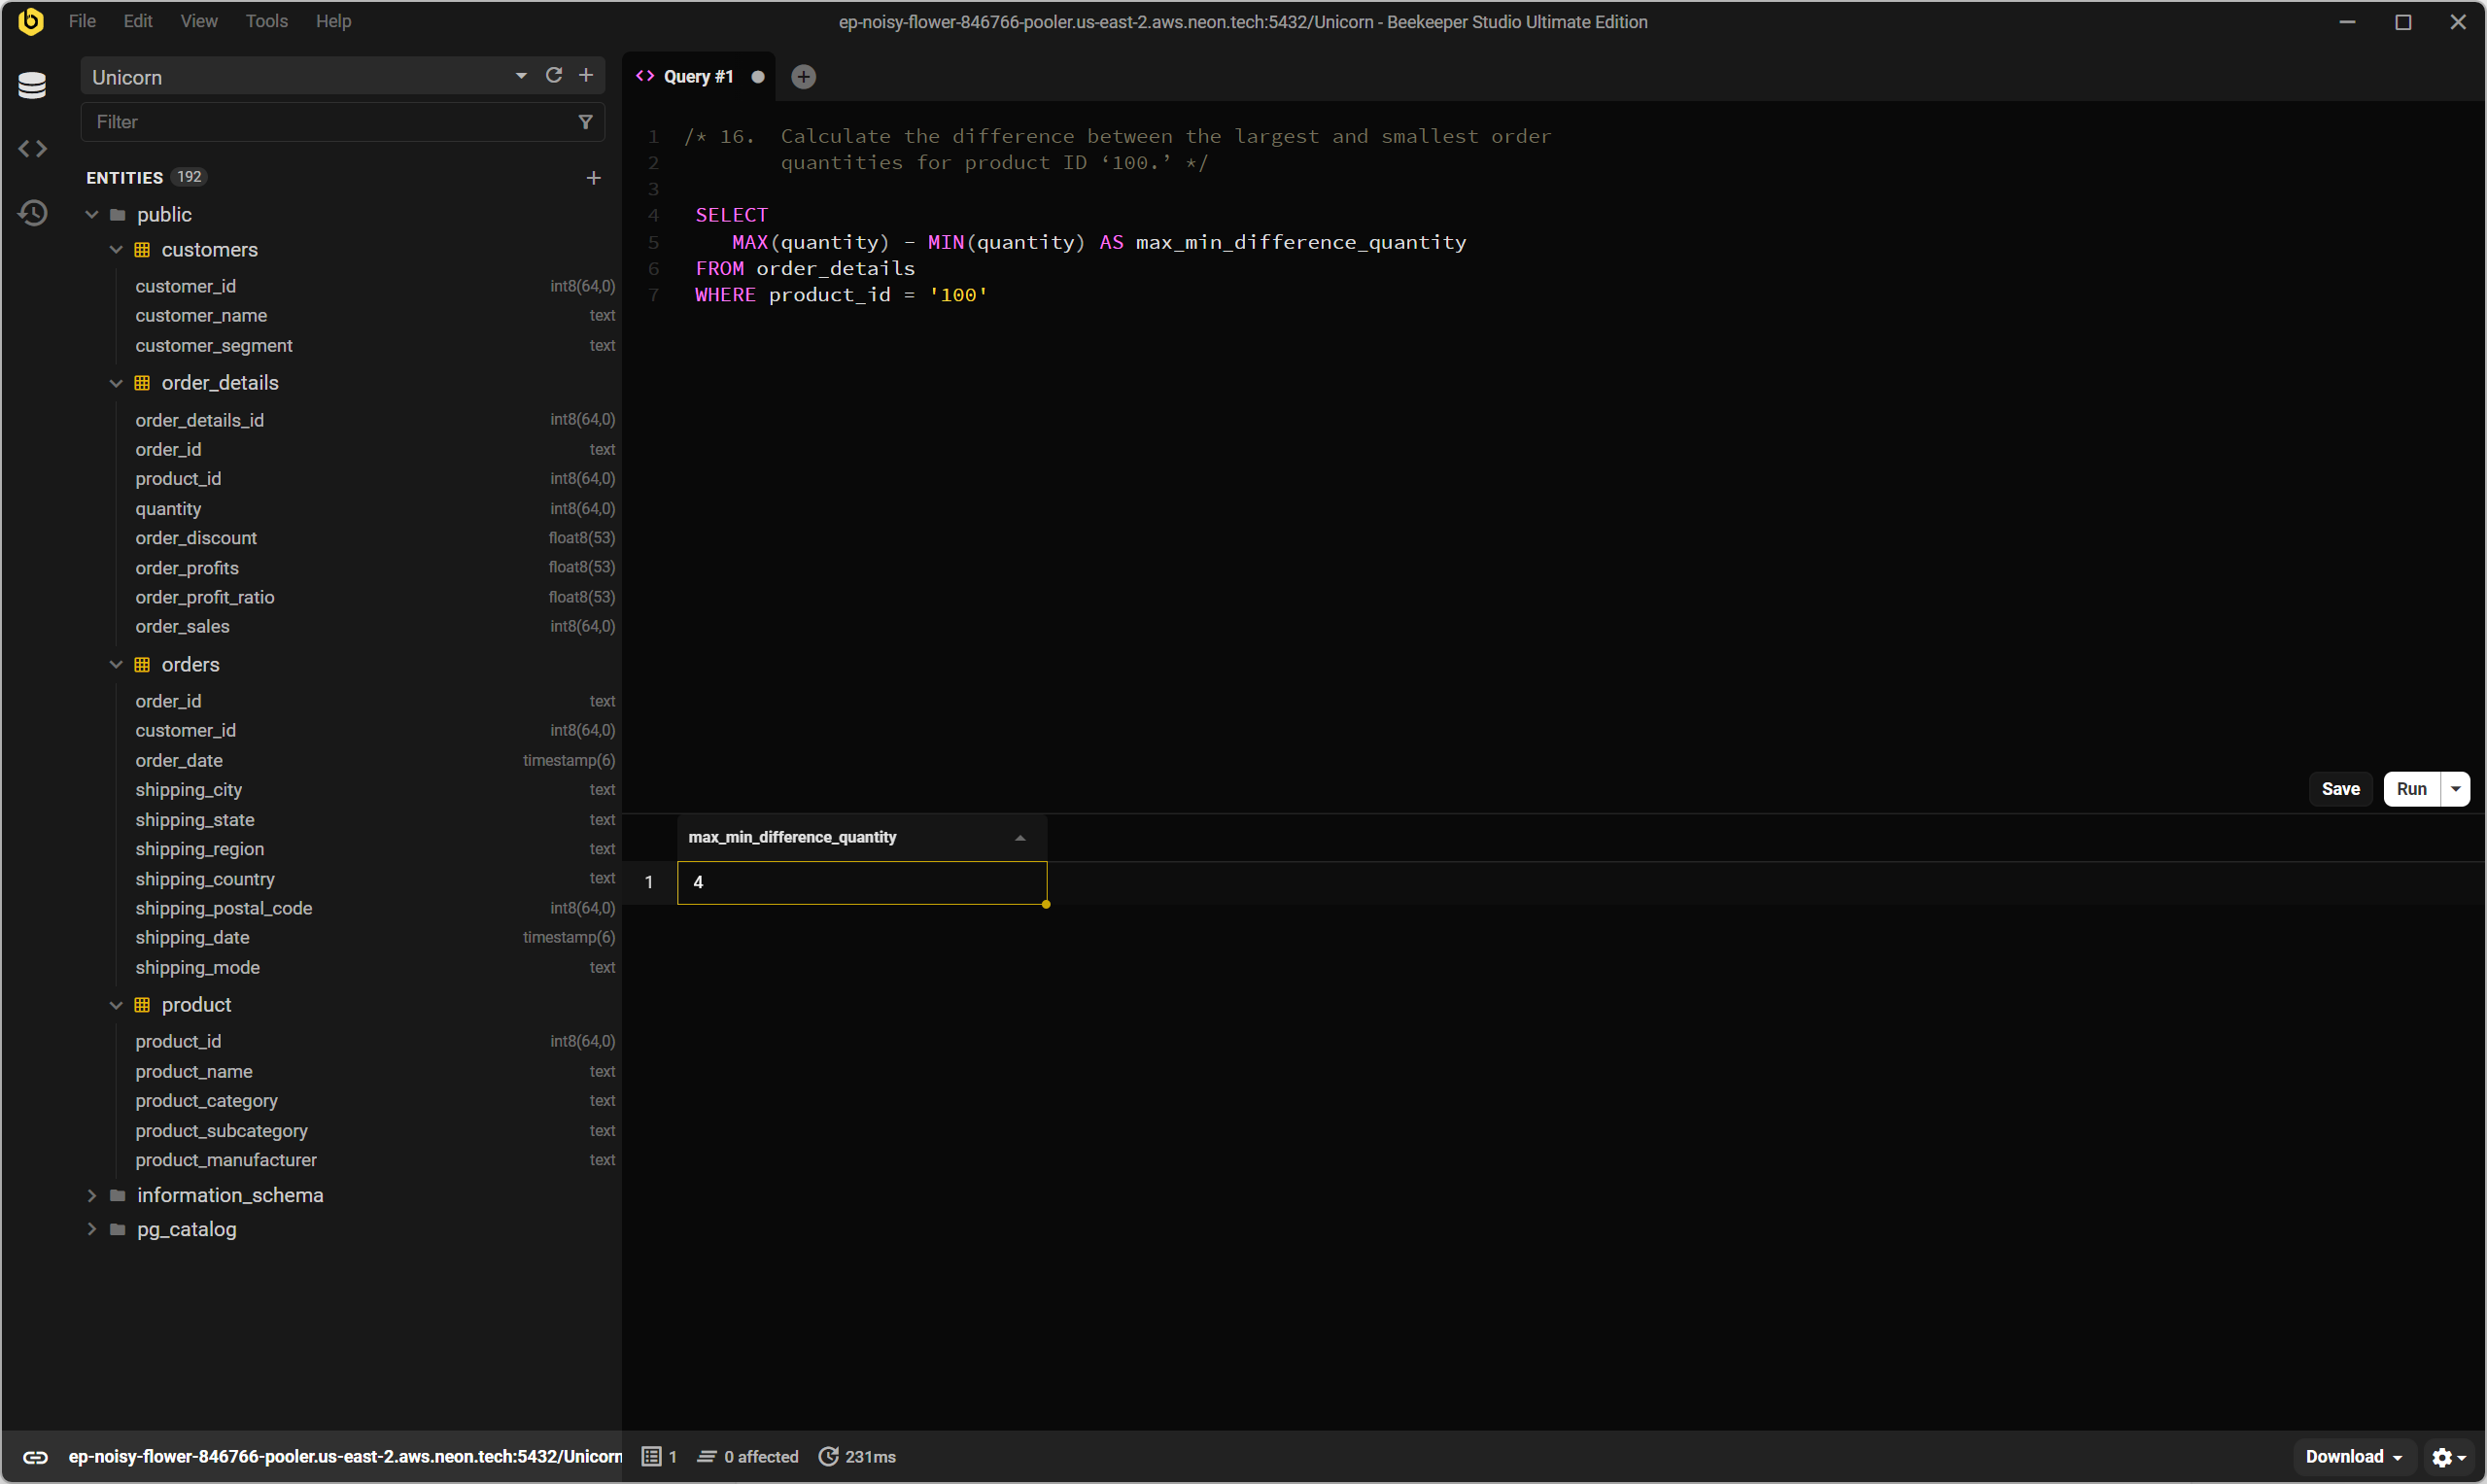 File Edit View Tools Help
ep-noisy-flower-846766-pooler.us-east-2.aws.neon.tech:5432/Unicorn - Beekeeper Studio Ultimate Edition
Unicorn
Filter
ENTITIES 192
public
customers
customer_id int8(64,0)
customer_name text
customer_segment text
order_details
order_details_id int8(64,0)
order_id text
product_id int8(64,0)
quantity int8(64,0)
order_discount float8(53)
order_profits float8(53)
order_profit_ratio float8(53)
order_sales int8(64,0)
orders
order_id text
customer_id int8(64,0)
order_date timestamp(6)
shipping_city text
shipping_state text
shipping_region text
shipping_country text
shipping_postal_code int8(64,0)
shipping_date timestamp(6)
shipping_mode text
product
product_id int8(64,0)
product_name text
product_category text
product_subcategory text
product_manufacturer text
information_schema
pg_catalog
ep-noisy-flower-846766-pooler.us-east-2.aws.neon.tech:5432/Unicorn
Query #1
1 /* 16. Calculate the difference between the largest and smallest order
2 quantities for product ID ‘100.’ */
3
4 SELECT
5 MAX(quantity) - MIN(quantity) AS max_min_difference_quantity
6 FROM order_details
7 WHERE product_id = '100'
Save Run
max_min_difference_quantity
1 4
1 0 affected 231ms
Download